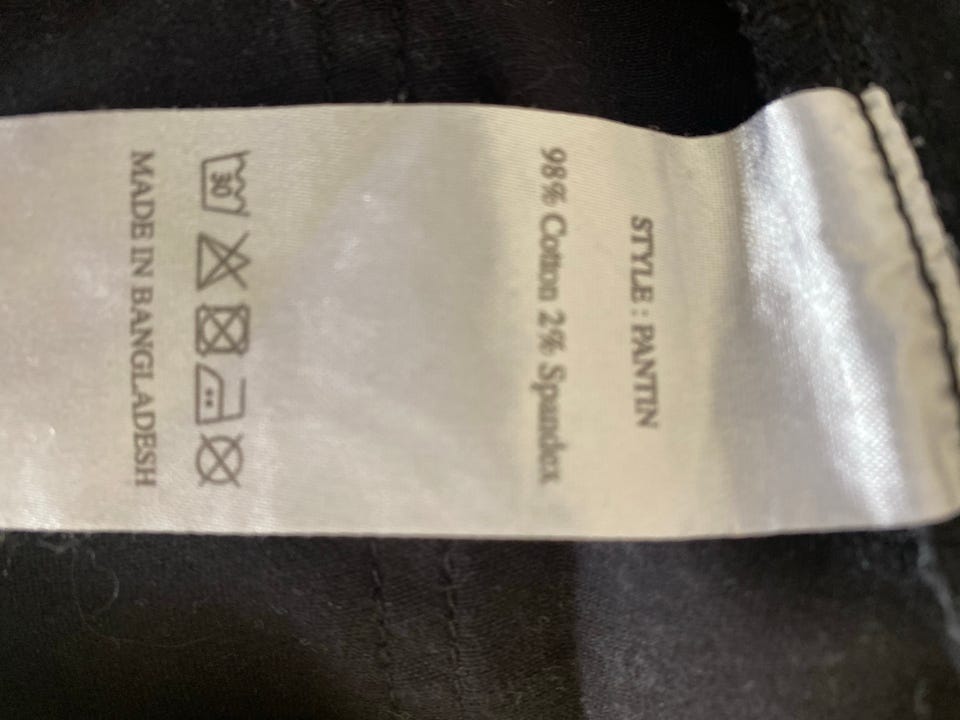 STYLE : PANTIN
98% Cotton 2% Spandex
30
MADE IN BANGLADESH